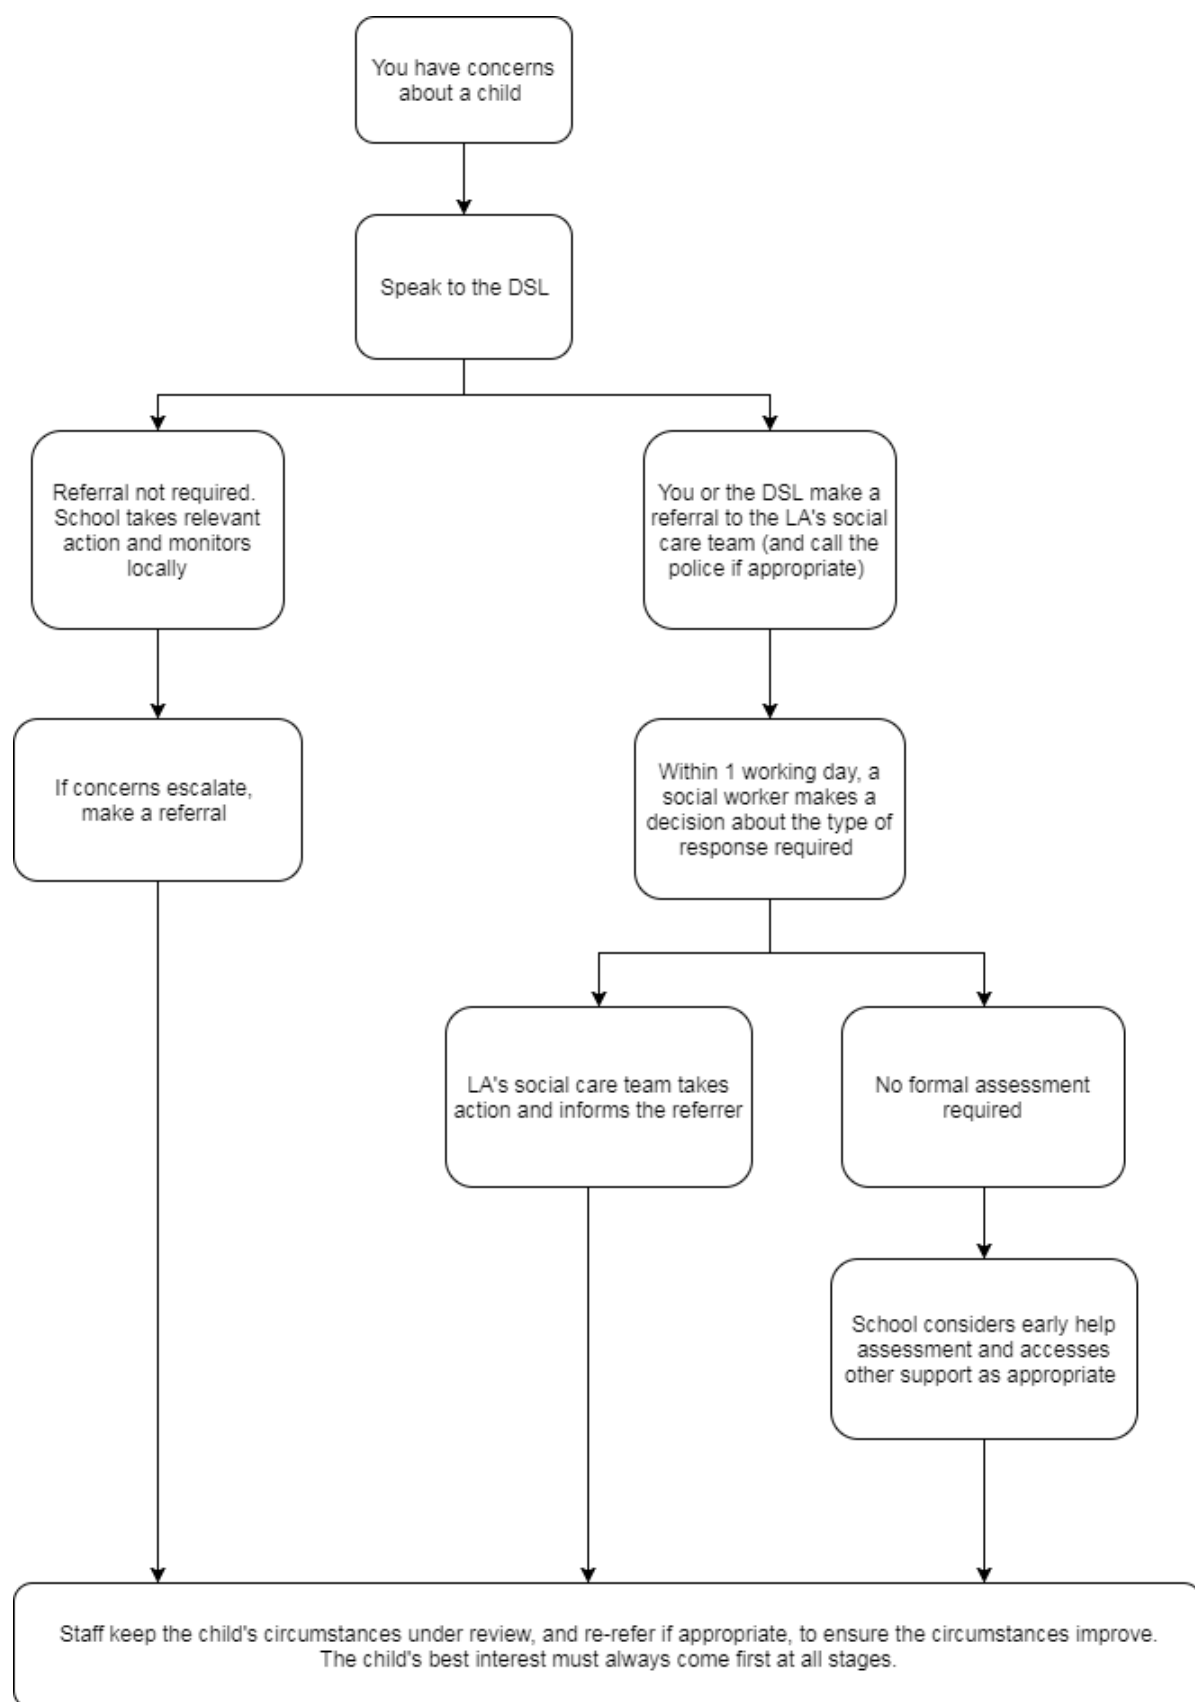 You have concerns
about a child
Speak to the DSL
Referral not required.
School takes relevant
action and monitors
locally
You or the DSL make a
referral to the LA's social
care team (and call the
police if appropriate)
If concerns escalate,
make a referral
Within 1 working day, a
social worker makes a
decision about the type of
response required
LA's social care team takes
action and informs the referrer
No formal assessment
required
School considers early help
assessment and accesses
other support as appropriate
Staff keep the child's circumstances under review, and re-refer if appropriate, to ensure the circumstances improve.
The child's best interest must always come first at all stages.